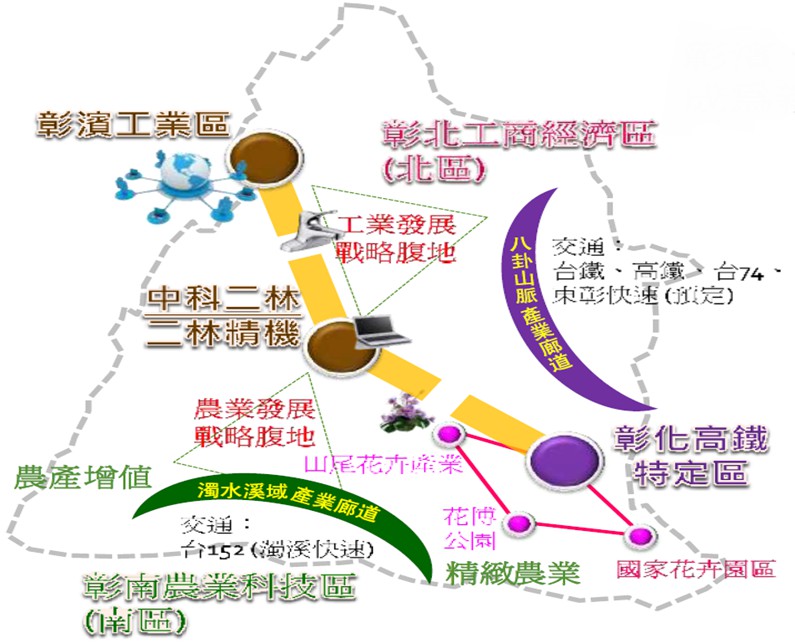 彰濱工業區
彰北工商經濟區
(北區)
工業發展
戰略腹地
八卦山脈 產業廊道
交通：
台鐵、高鐵、台74、
東彰快速 (預定)
中科二林
二林精機
農業發展
戰略腹地
彰化高鐵
特定區
山尾花卉產業
農產增值
濁水溪域 產業廊道
花博
公園
交通：
台152 (濁溪快速)
精緻農業
國家花卉園區
彰南農業科技區
(南區)